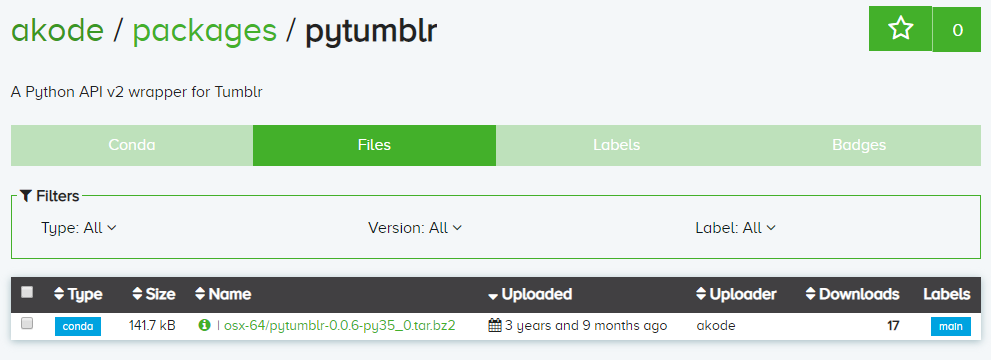 akode / packages / pytumblr
0
A Python API v2 wrapper for Tumblr
Conda Files Labels Badges
Filters
Type: All Version: All Label: All
Type Size Name Uploaded Uploader Downloads Labels
conda 141.7 kB | osx-64/pytumblr-0.0.6-py35_0.tar.bz2 3 years and 9 months ago akode 17 main